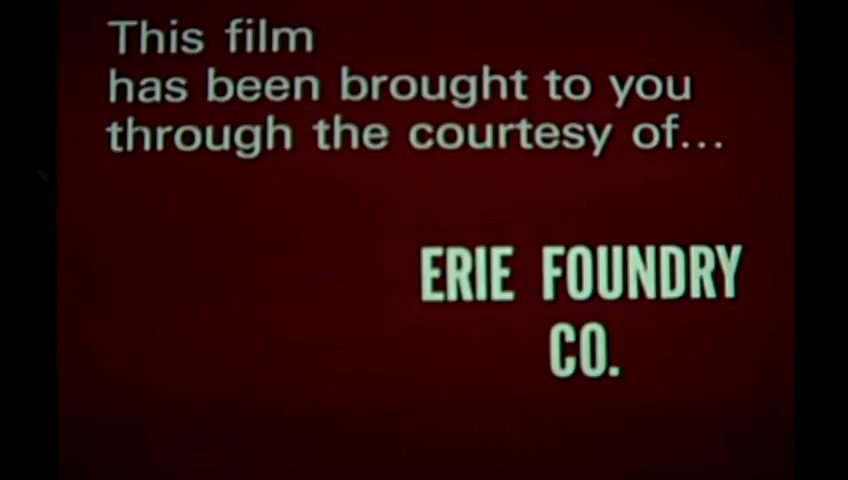 This film
has been brought to you
through the courtesy of...
ERIE FOUNDRY
CO.